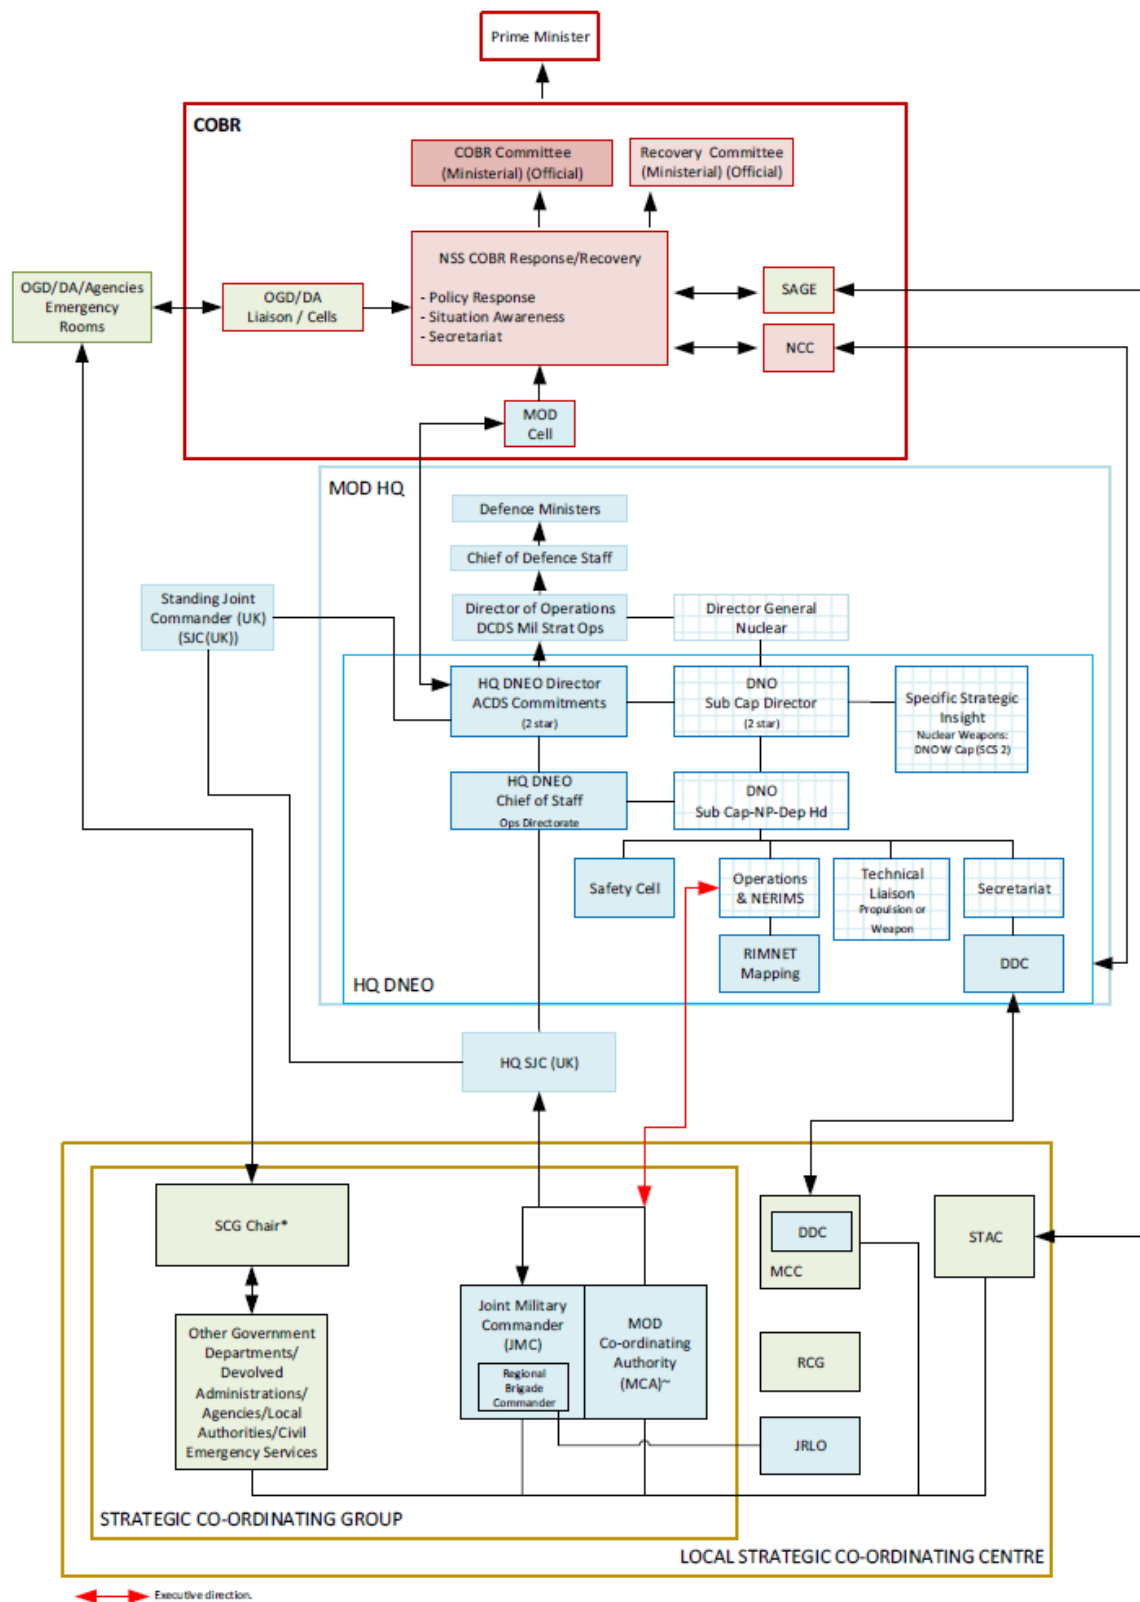 Prime Minister
COBR
COBR Committee
(Ministerial) (Official)
Recovery Committee
(Ministerial) (Official)
NSS COBR Response/Recovery
- Policy Response
- Situation Awareness
- Secretariat
OGD/DA/Agencies
Emergency
Rooms
OGD/DA
Liaison / Cells
SAGE
NCC
MOD
Cell
MOD HQ
Defence Ministers
Chief of Defence Staff
Standing Joint
Commander (UK)
(SJC(UK))
Director of Operations
DCDS Mil Strat Ops
Director General
Nuclear
HQ DNEO Director
ACDS Commitments
(2 star)
DNO
Sub Cap Director
(2 star)
Specific Strategic
Insight
Nuclear Weapons:
DNO W Cap (SCS 2)
HQ DNEO
Chief of Staff
Ops Directorate
DNO
Sub Cap-NP-Dep Hd
Safety Cell
Operations
& NERIMS
Technical
Liaison
Propulsion or
Weapon
Secretariat
RIMNET
Mapping
DDC
HQ DNEO
HQ SJC (UK)
SCG Chair*
DDC
MCC
STAC
Other Government
Departments/
Devolved
Administrations/
Agencies/Local
Authorities/Civil
Emergency Services
Joint Military
Commander
(JMC)
Regional
Brigade
Commander
MOD
Co-ordinating
Authority
(MCA)~
RCG
JRLO
STRATEGIC CO-ORDINATING GROUP
LOCAL STRATEGIC CO-ORDINATING CENTRE
Executive direction.